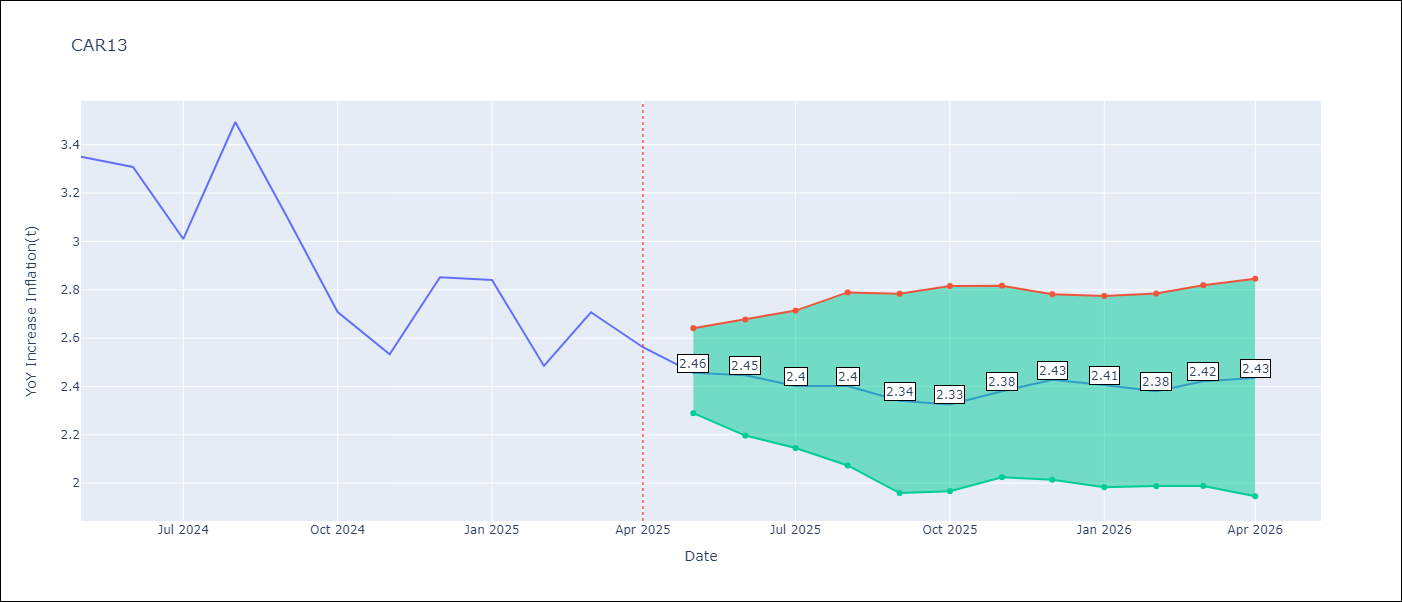 CAR13
YoY Increase Inflation(t)
3.4
3.2
3
2.8
2.6
2.4
2.2
2
2.46
2.45
2.4
2.4
2.34
2.33
2.38
2.43
2.41
2.38
2.42
2.43
Jul 2024
Oct 2024
Jan 2025
Apr 2025
Jul 2025
Oct 2025
Jan 2026
Apr 2026
Date